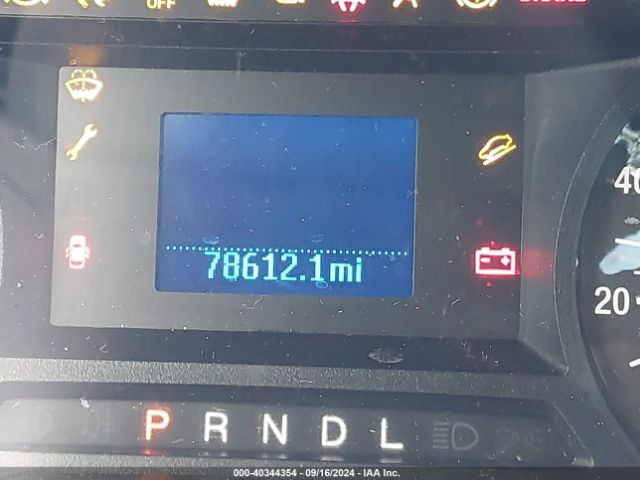 OFF
78612.1mi
40
20
P R N D L
000-40344354 - 09/16/2024 - IAA Inc.